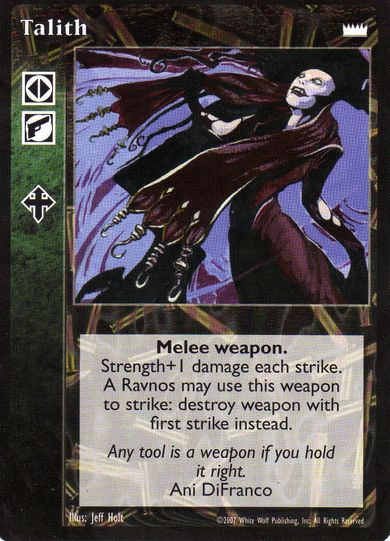 Talith
Melee weapon.
Strength+1 damage each strike.
A Ravnos may use this weapon
to strike: destroy weapon with
first strike instead.
Any tool is a weapon if you hold
it right.
Ani DiFranco
Illus: Jeff Holt
©2007 White Wolf Publishing, Inc. All Rights Reserved.